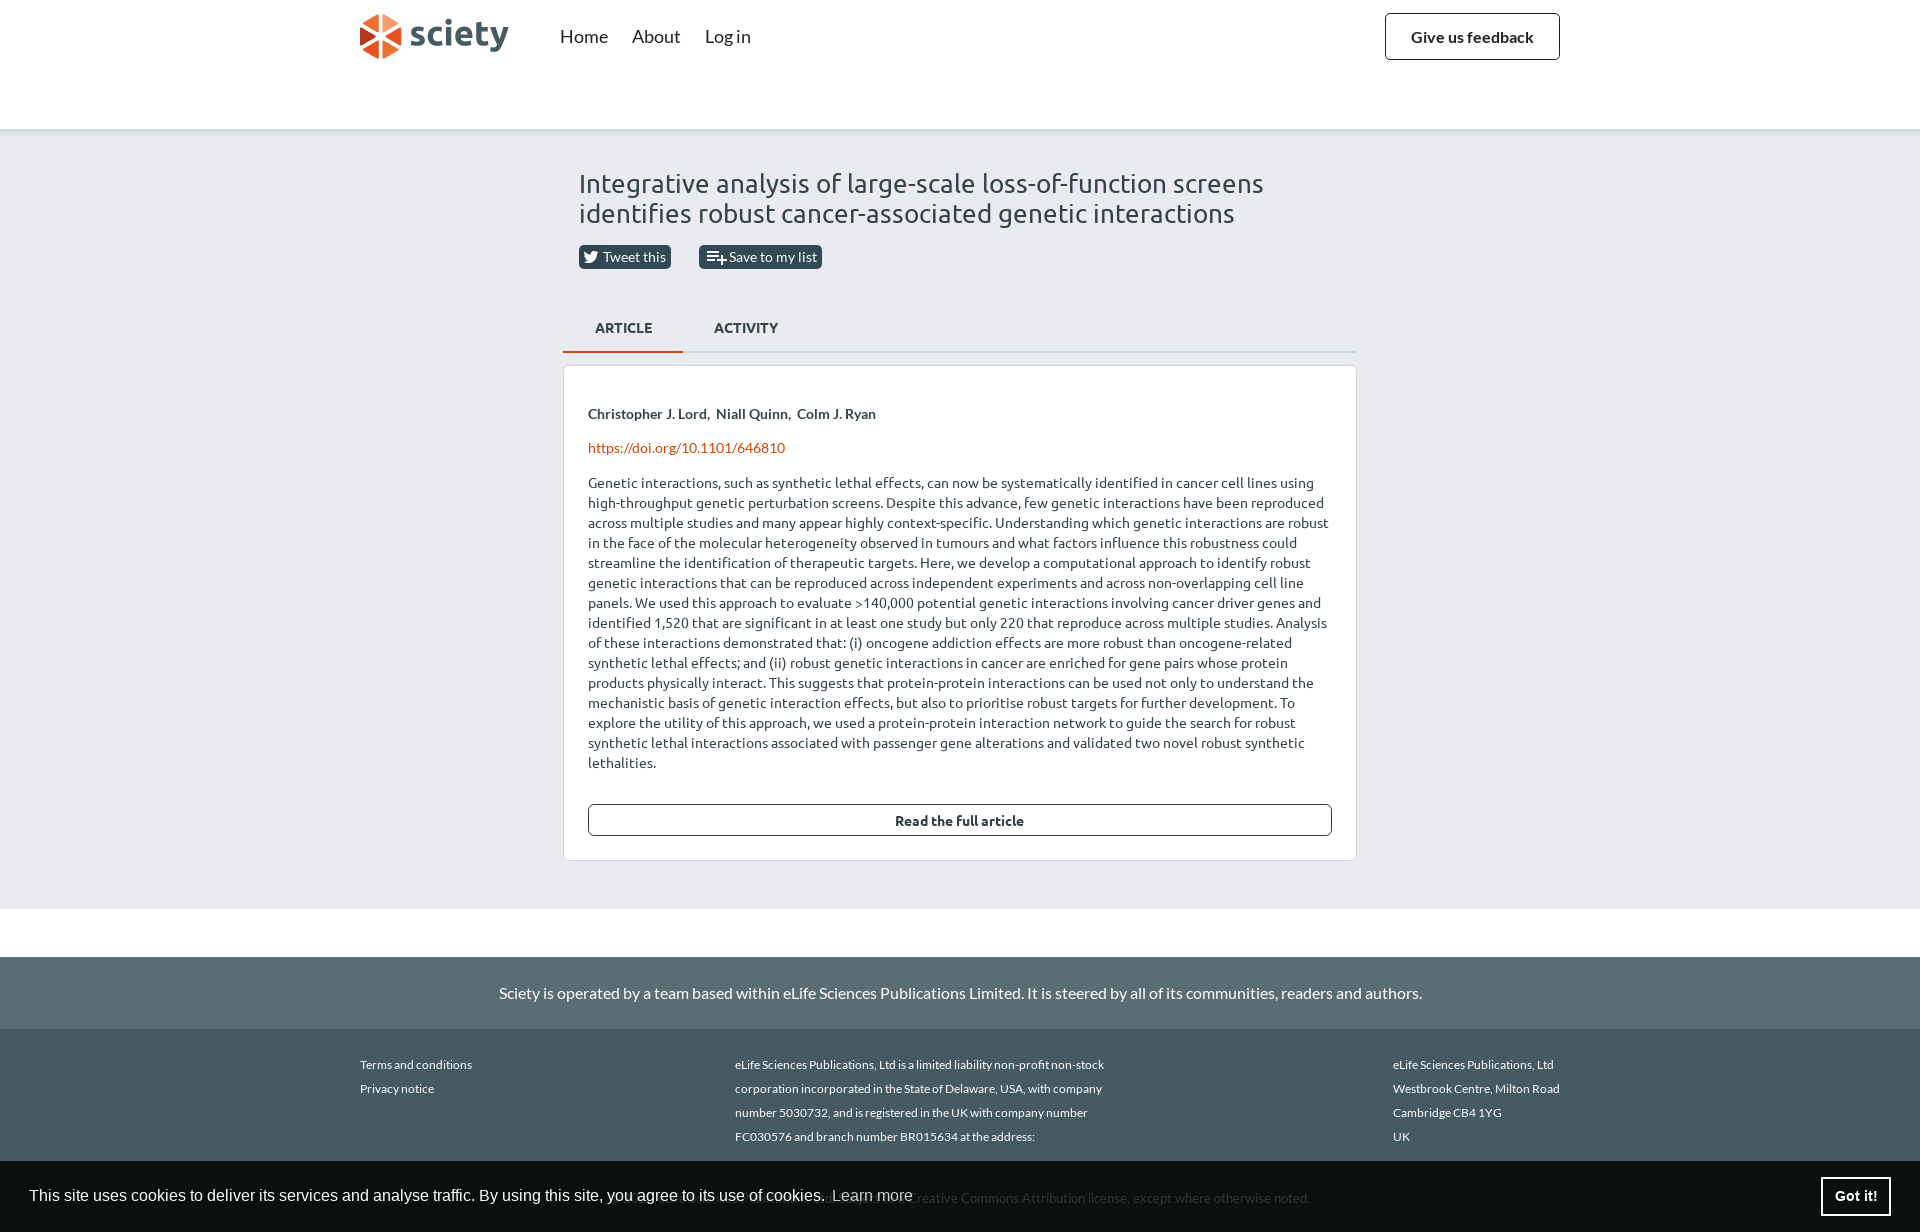 sciety
Home
About
Log in
Give us feedback
Integrative analysis of large-scale loss-of-function screens
identifies robust cancer-associated genetic interactions
Tweet this
Save to my list
ARTICLE
ACTIVITY
Christopher J. Lord, Niall Quinn, Colm J. Ryan
https://doi.org/10.1101/646810
Genetic interactions, such as synthetic lethal effects, can now be systematically identified in cancer cell lines using
high-throughput genetic perturbation screens. Despite this advance, few genetic interactions have been reproduced
across multiple studies and many appear highly context-specific. Understanding which genetic interactions are robust
in the face of the molecular heterogeneity observed in tumours and what factors influence this robustness could
streamline the identification of therapeutic targets. Here, we develop a computational approach to identify robust
genetic interactions that can be reproduced across independent experiments and across non-overlapping cell line
panels. We used this approach to evaluate >140,000 potential genetic interactions involving cancer driver genes and
identified 1,520 that are significant in at least one study but only 220 that reproduce across multiple studies. Analysis
of these interactions demonstrated that: (i) oncogene addiction effects are more robust than oncogene-related
synthetic lethal effects; and (ii) robust genetic interactions in cancer are enriched for gene pairs whose protein
products physically interact. This suggests that protein-protein interactions can be used not only to understand the
mechanistic basis of genetic interaction effects, but also to prioritise robust targets for further development. To
explore the utility of this approach, we used a protein-protein interaction network to guide the search for robust
synthetic lethal interactions associated with passenger gene alterations and validated two novel robust synthetic
lethalities.
Read the full article
Sciety is operated by a team based within eLife Sciences Publications Limited. It is steered by all of its communities, readers and authors.
Terms and conditions
Privacy notice
eLife Sciences Publications, Ltd is a limited liability non-profit non-stock
corporation incorporated in the State of Delaware, USA, with company
number 5030732, and is registered in the UK with company number
FC030576 and branch number BR015634 at the address:
eLife Sciences Publications, Ltd
Westbrook Centre, Milton Road
Cambridge CB4 1YG
UK
This site uses cookies to deliver its services and analyse traffic. By using this site, you agree to its use of cookies. Learn more
Creative Commons Attribution license, except where otherwise noted.
Got it!